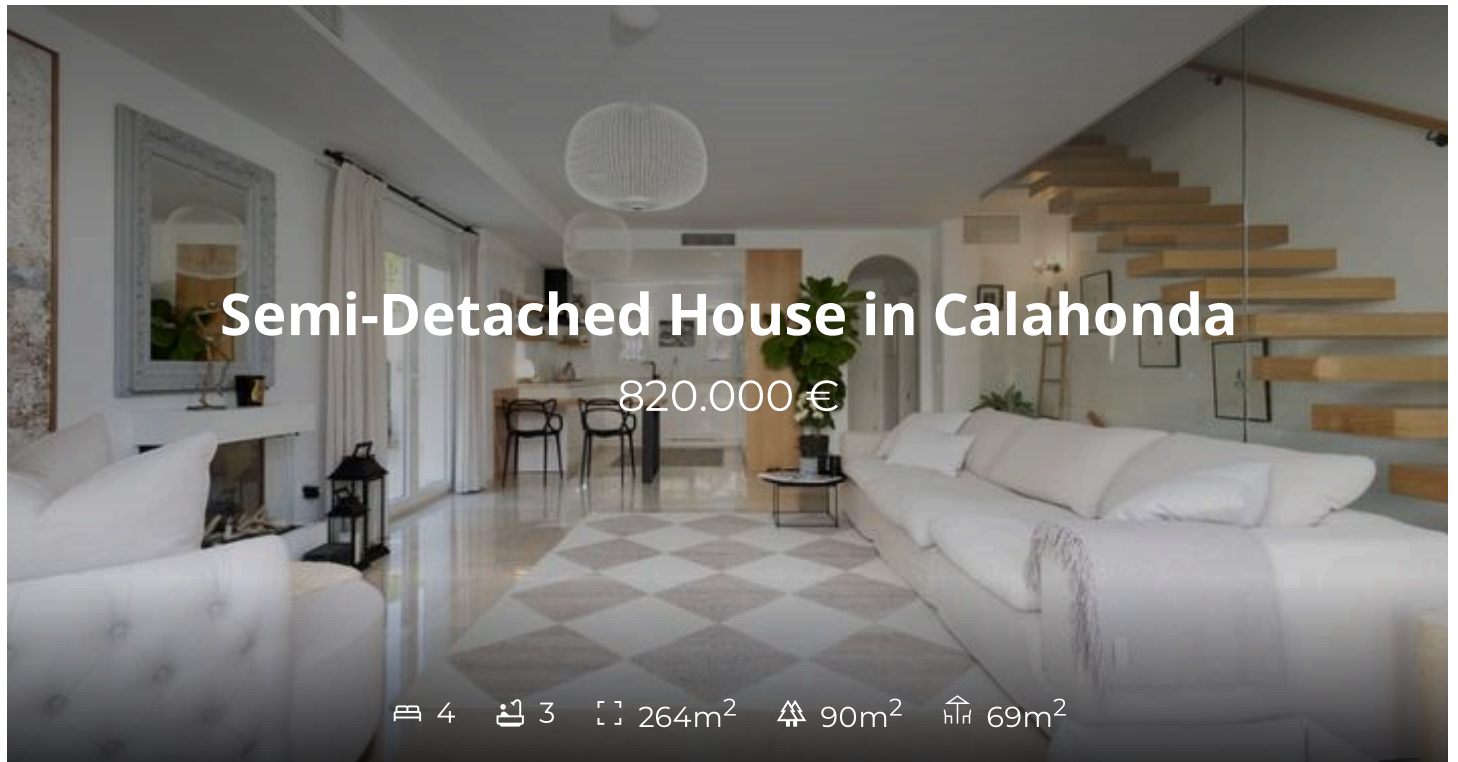 Semi-Detached House in Calahonda
820.000 €
4 3 264m² 90m² 69m²